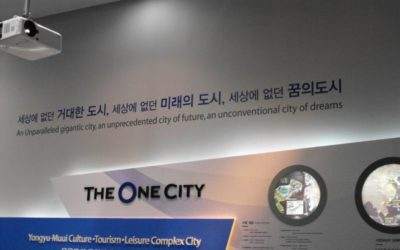 세상에 없던 거대한 도시, 세상에 없던 미래의 도시, 세상에 없던 꿈의도시
An Unparalleled gigantic city, an unprecedented city of future, an unconventional city of dreams
THE ONE CITY
Yongyu·Muui Culture·Tourism·Leisure Complex City